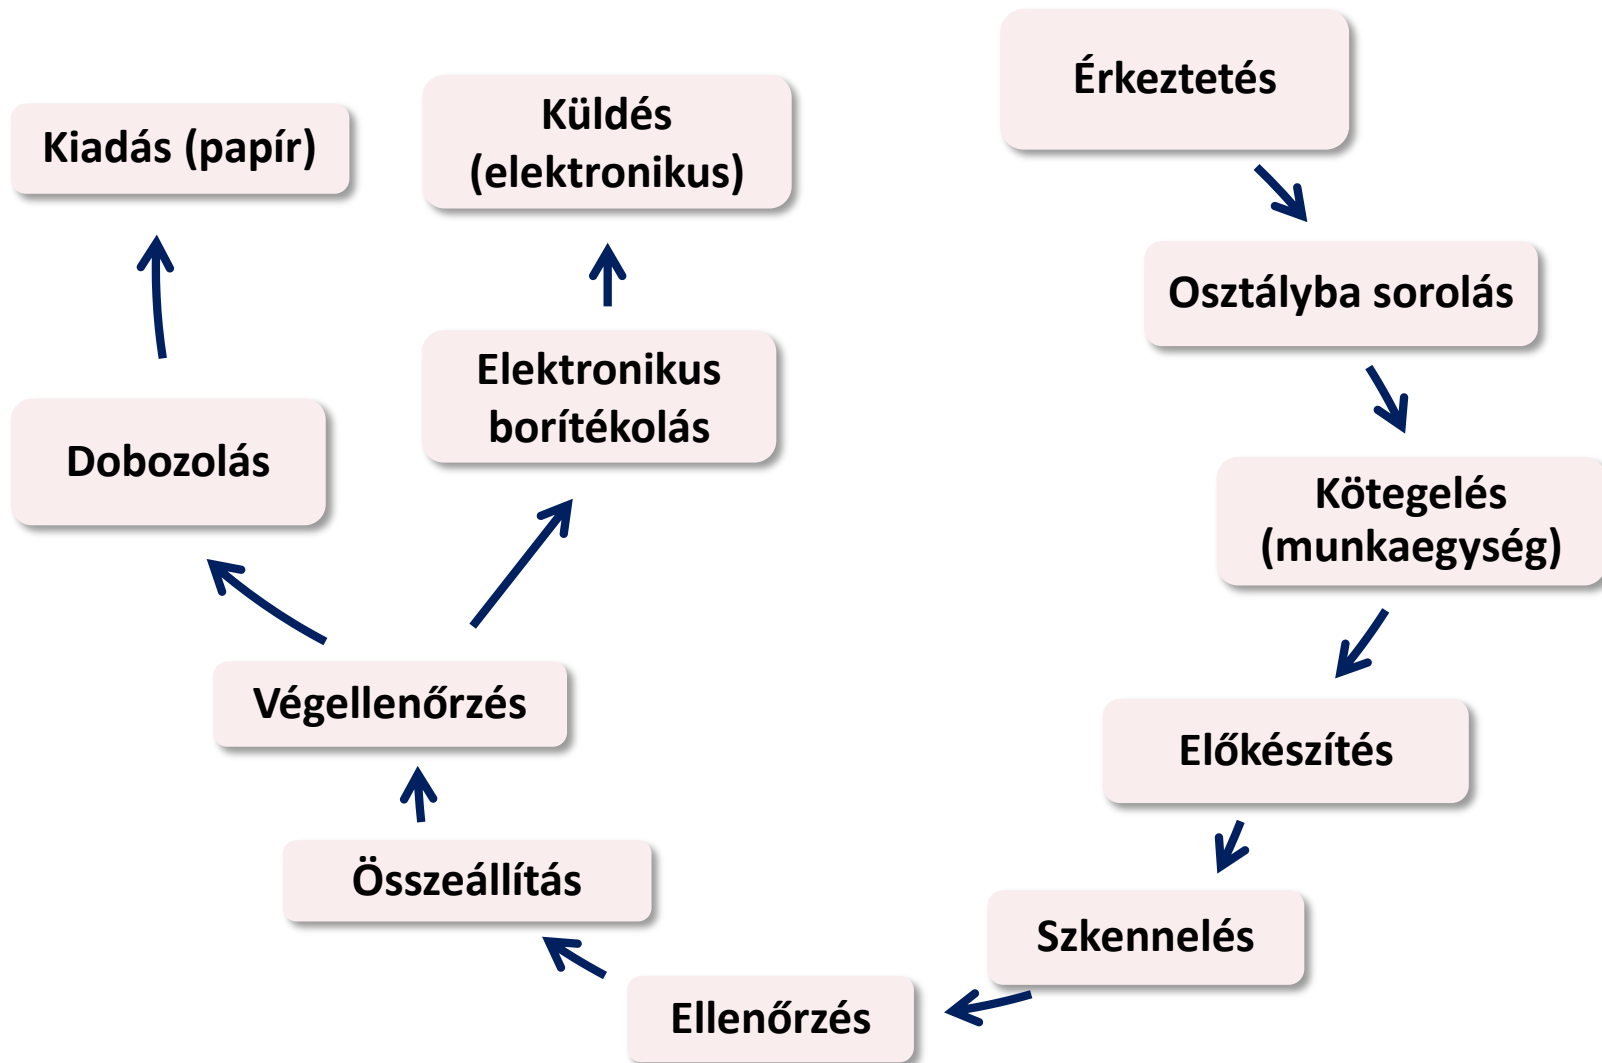 Érkeztetés
Osztályba sorolás
Kötegelés
(munkaegység)
Előkészítés
Szkennelés
Ellenőrzés
Összeállítás
Végellenőrzés
Dobozolás
Kiadás (papír)
Elektronikus
borítékolás
Küldés
(elektronikus)